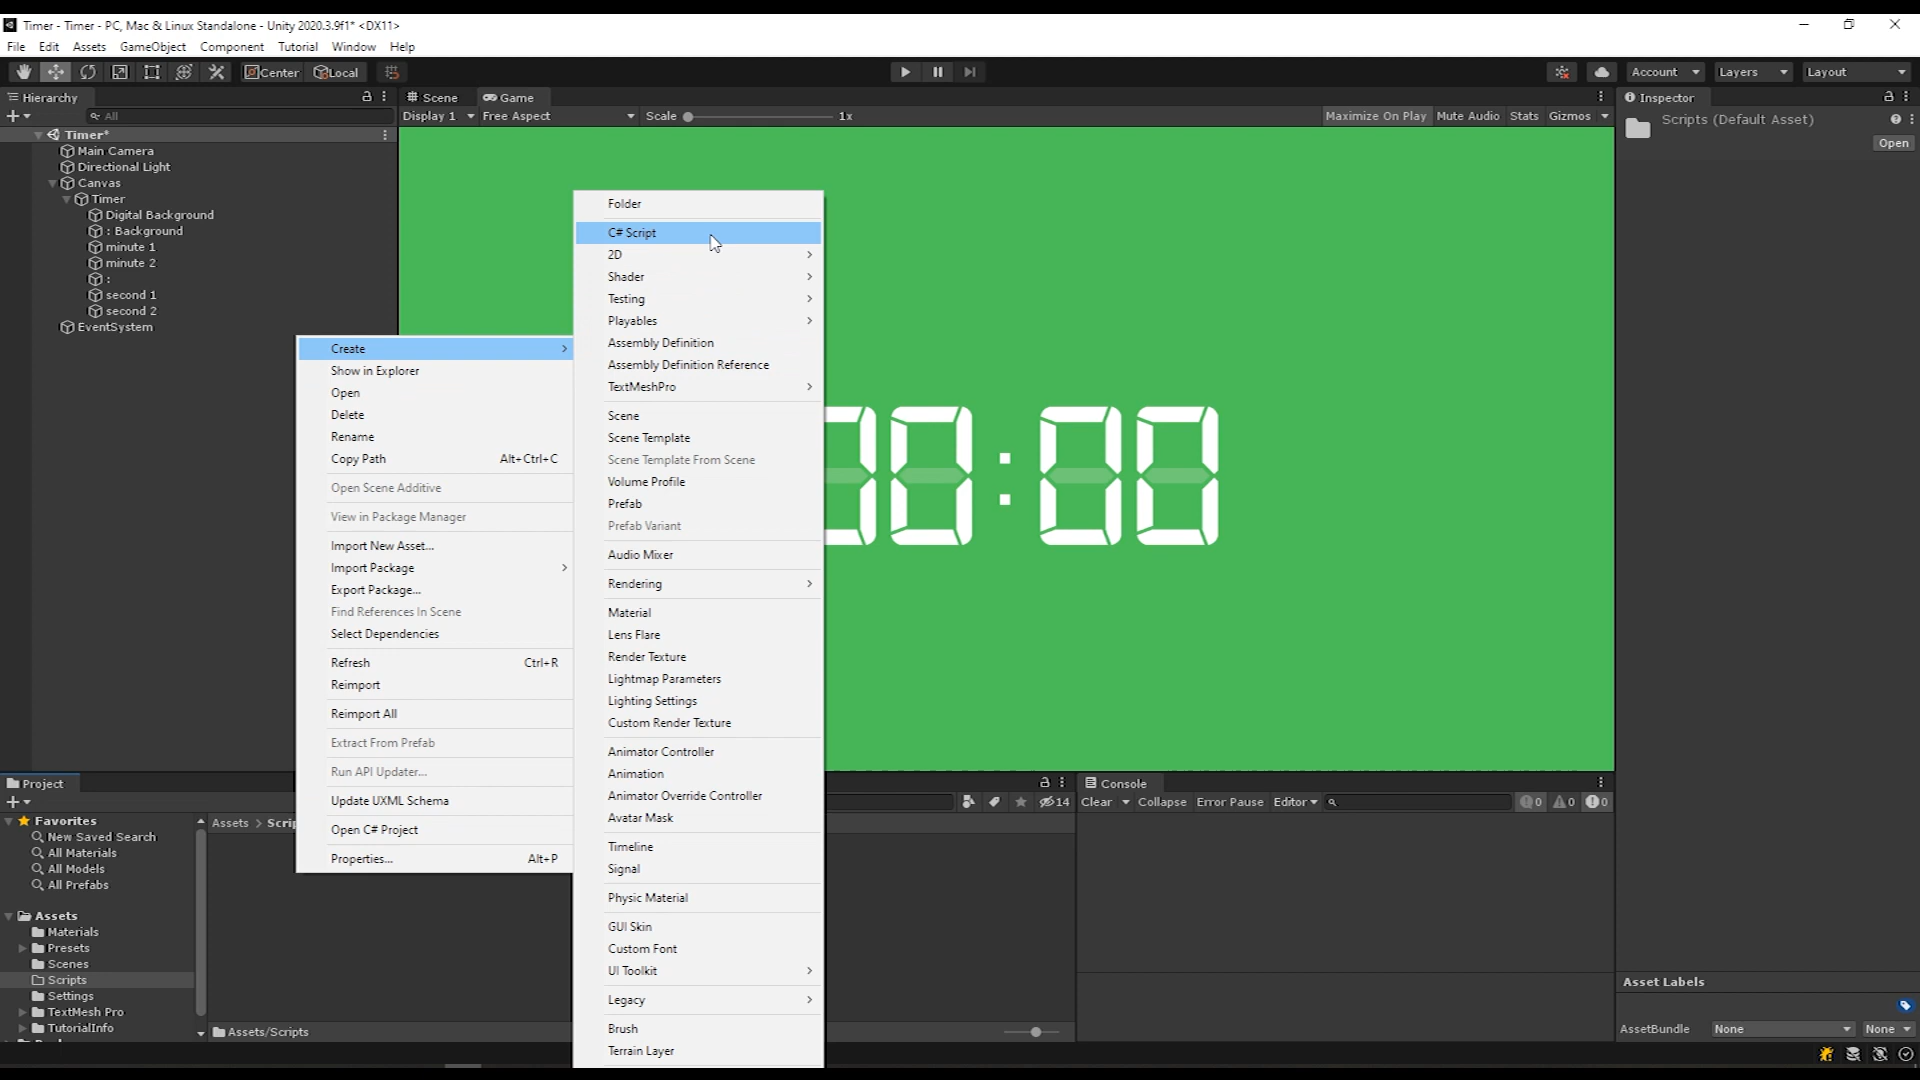 Timer - Timer - PC, Mac & Linux Standalone - Unity 2020.3.9f1* <DX11>
File Edit Assets GameObject Component Tutorial Window Help
Center Local Account Layers Layout
Hierarchy
All
Timer*
Main Camera
Directional Light
Canvas
Timer
Digital Background
: Background
minute 1
minute 2
:
second 1
second 2
EventSystem
Scene Game
Display 1 Free Aspect Scale 1x Maximize On Play Mute Audio Stats Gizmos
00:00
Inspector
Scripts (Default Asset)
Open
Create
Show in Explorer
Open
Delete
Rename
Copy Path Alt+Ctrl+C
Open Scene Additive
View in Package Manager
Import New Asset...
Import Package
Export Package...
Find References In Scene
Select Dependencies
Refresh Ctrl+R
Reimport
Reimport All
Extract From Prefab
Run API Updater...
Update UXML Schema
Open C# Project
Properties... Alt+P
Folder
C# Script
2D
Shader
Testing
Playables
Assembly Definition
Assembly Definition Reference
TextMeshPro
Scene
Scene Template
Scene Template From Scene
Volume Profile
Prefab
Prefab Variant
Audio Mixer
Rendering
Material
Lens Flare
Render Texture
Lightmap Parameters
Lighting Settings
Custom Render Texture
Animator Controller
Animation
Animator Override Controller
Avatar Mask
Timeline
Signal
Physic Material
GUI Skin
Custom Font
UI Toolkit
Legacy
Brush
Terrain Layer
Project
14
Favorites
New Saved Search
All Materials
All Models
All Prefabs
Assets
Materials
Presets
Scenes
Scripts
Settings
TextMesh Pro
TutorialInfo
Assets > Scrip
Assets/Scripts
Console
Clear Collapse Error Pause Editor 0 0 0
Asset Labels
AssetBundle None None